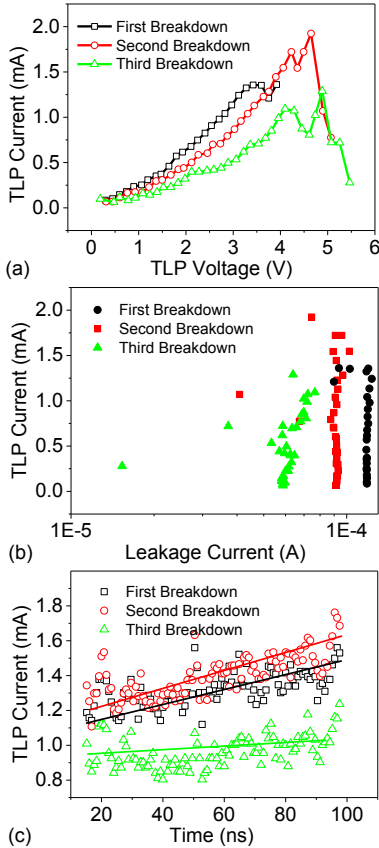 First Breakdown
Second Breakdown
Third Breakdown
2.0
1.5
1.0
0.5
0.0
TLP Current (mA)
0 1 2 3 4 5 6
(a) TLP Voltage (V)
First Breakdown
Second Breakdown
Third Breakdown
2.0
1.5
1.0
0.5
0.0
TLP Current (mA)
1E-5 1E-4
(b) Leakage Current (A)
First Breakdown
Second Breakdown
Third Breakdown
1.8
1.6
1.4
1.2
1.0
0.8
TLP Current (mA)
0 20 40 60 80 100
(c) Time (ns)